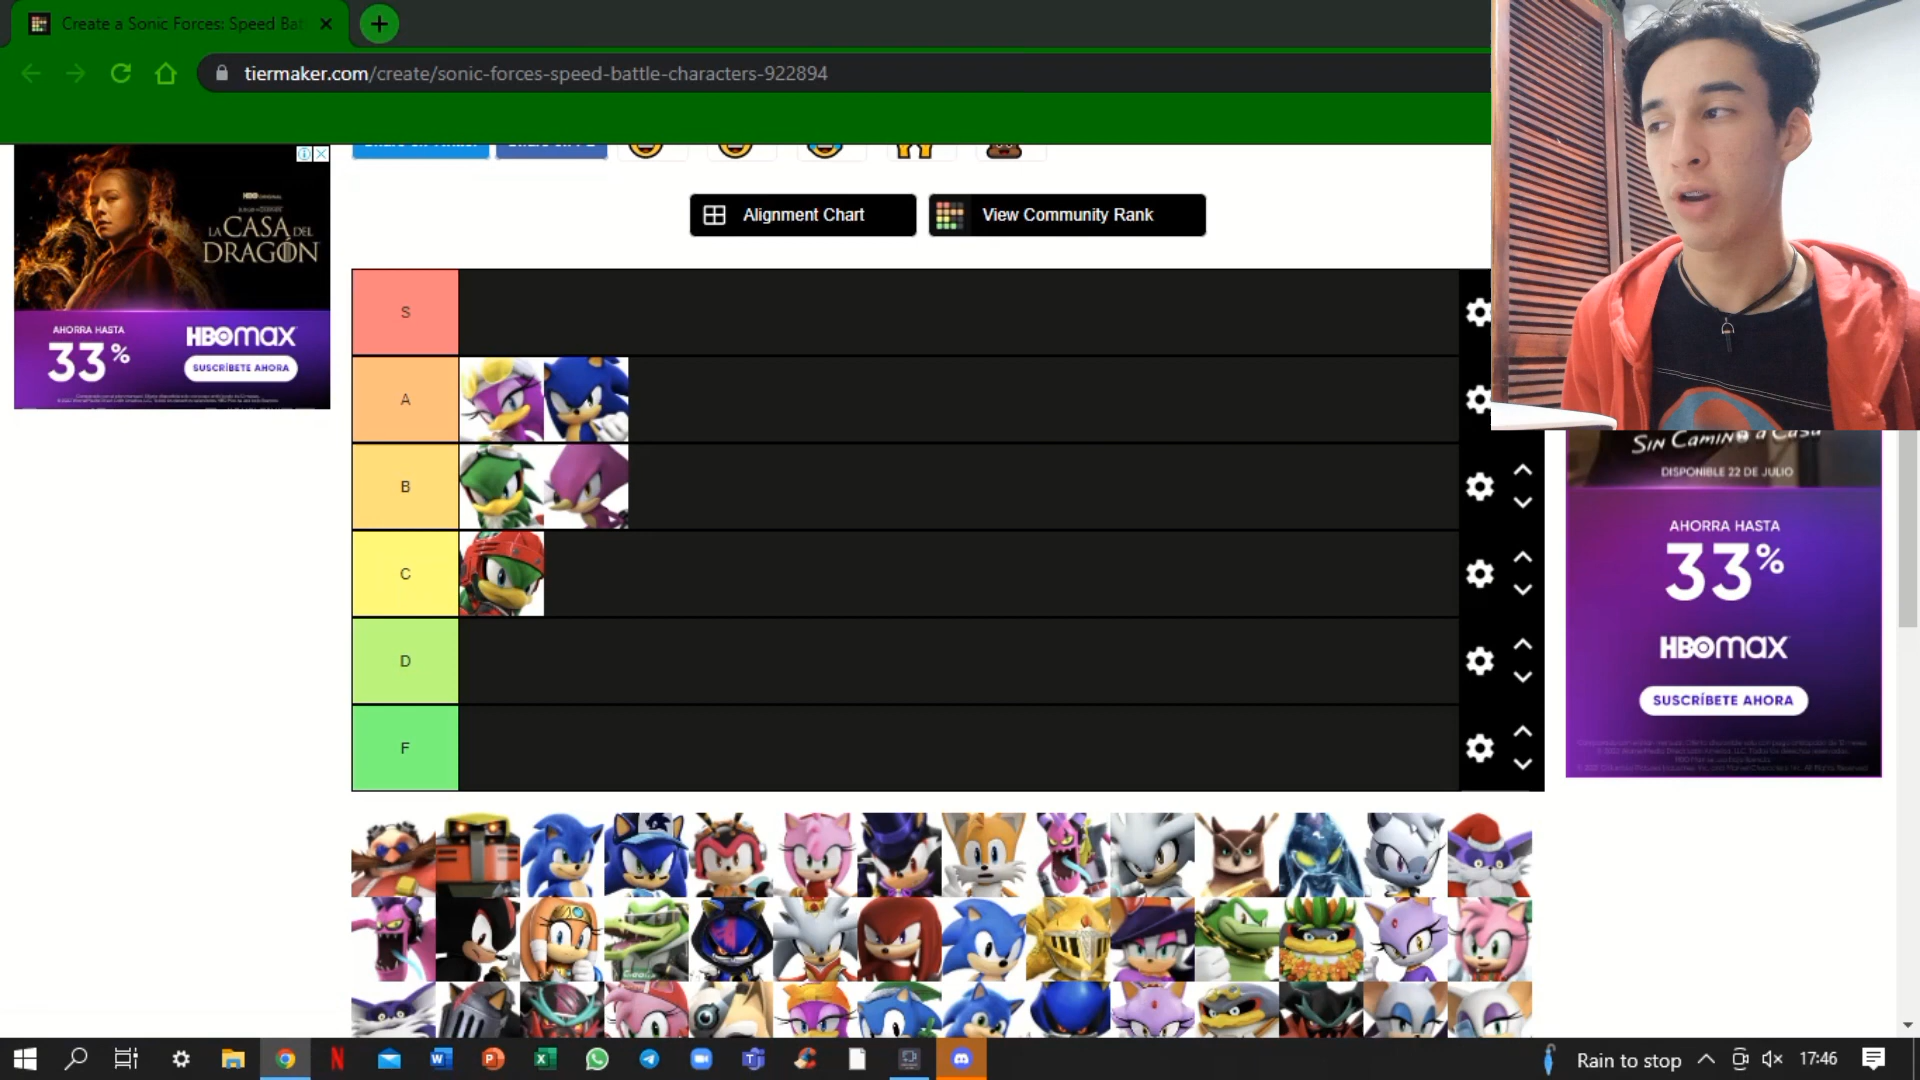 Create a Sonic Forces: Speed Bat
tiermaker.com/create/sonic-forces-speed-battle-characters-922894
HBO ORIGINAL
LA CASA DEL
DRAGÓN
AHORRA HASTA
33%
HBOMAX
SUSCRÍBETE AHORA
Alignment Chart
View Community Rank
S
A
B
C
D
F
SIN CAMINO A CASA
DISPONIBLE 22 DE JULIO
AHORRA HASTA
33%
HBOMAX
SUSCRÍBETE AHORA
Rain to stop
17:46